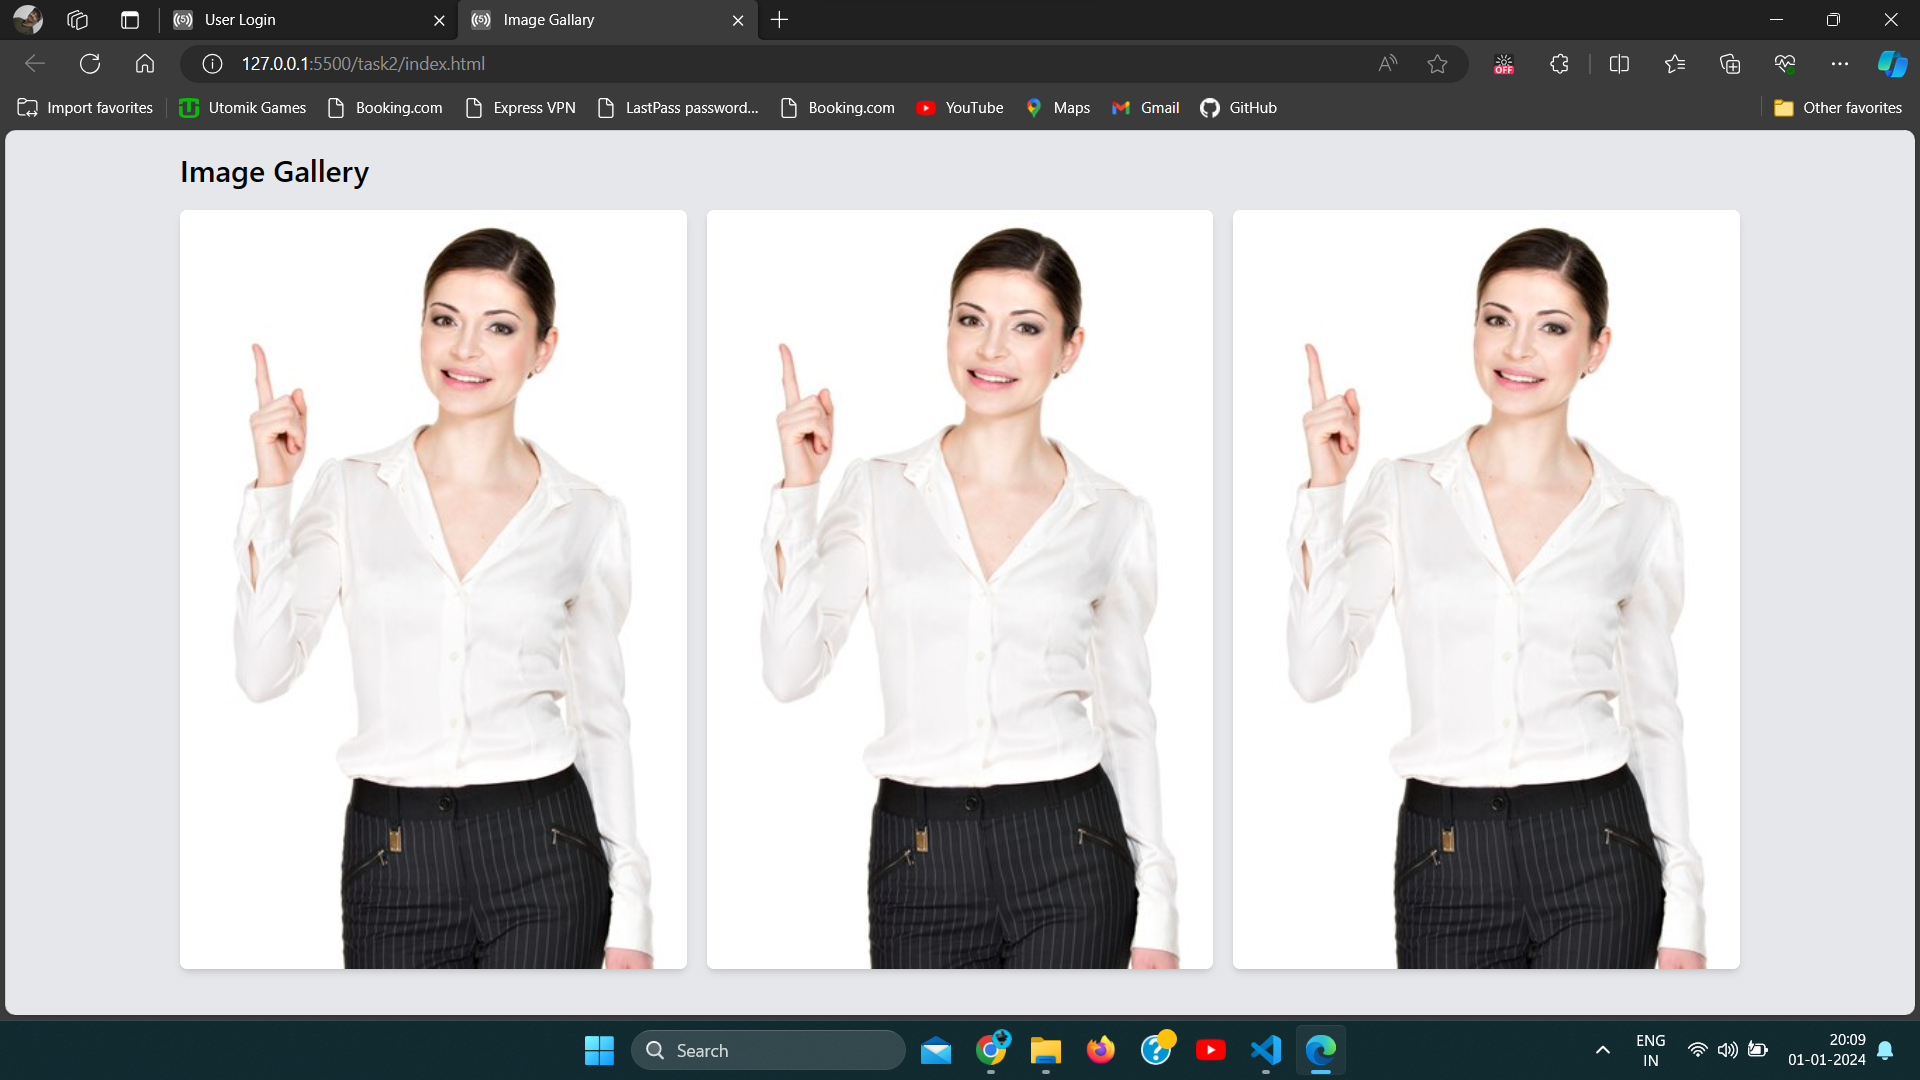 User Login
Image Gallary
127.0.0.1:5500/task2/index.html
OFF
Import favorites
Utomik Games
Booking.com
Express VPN
LastPass password...
Booking.com
YouTube
Maps
Gmail
GitHub
Other favorites
Image Gallery
Search
ENG
IN
20:09
01-01-2024